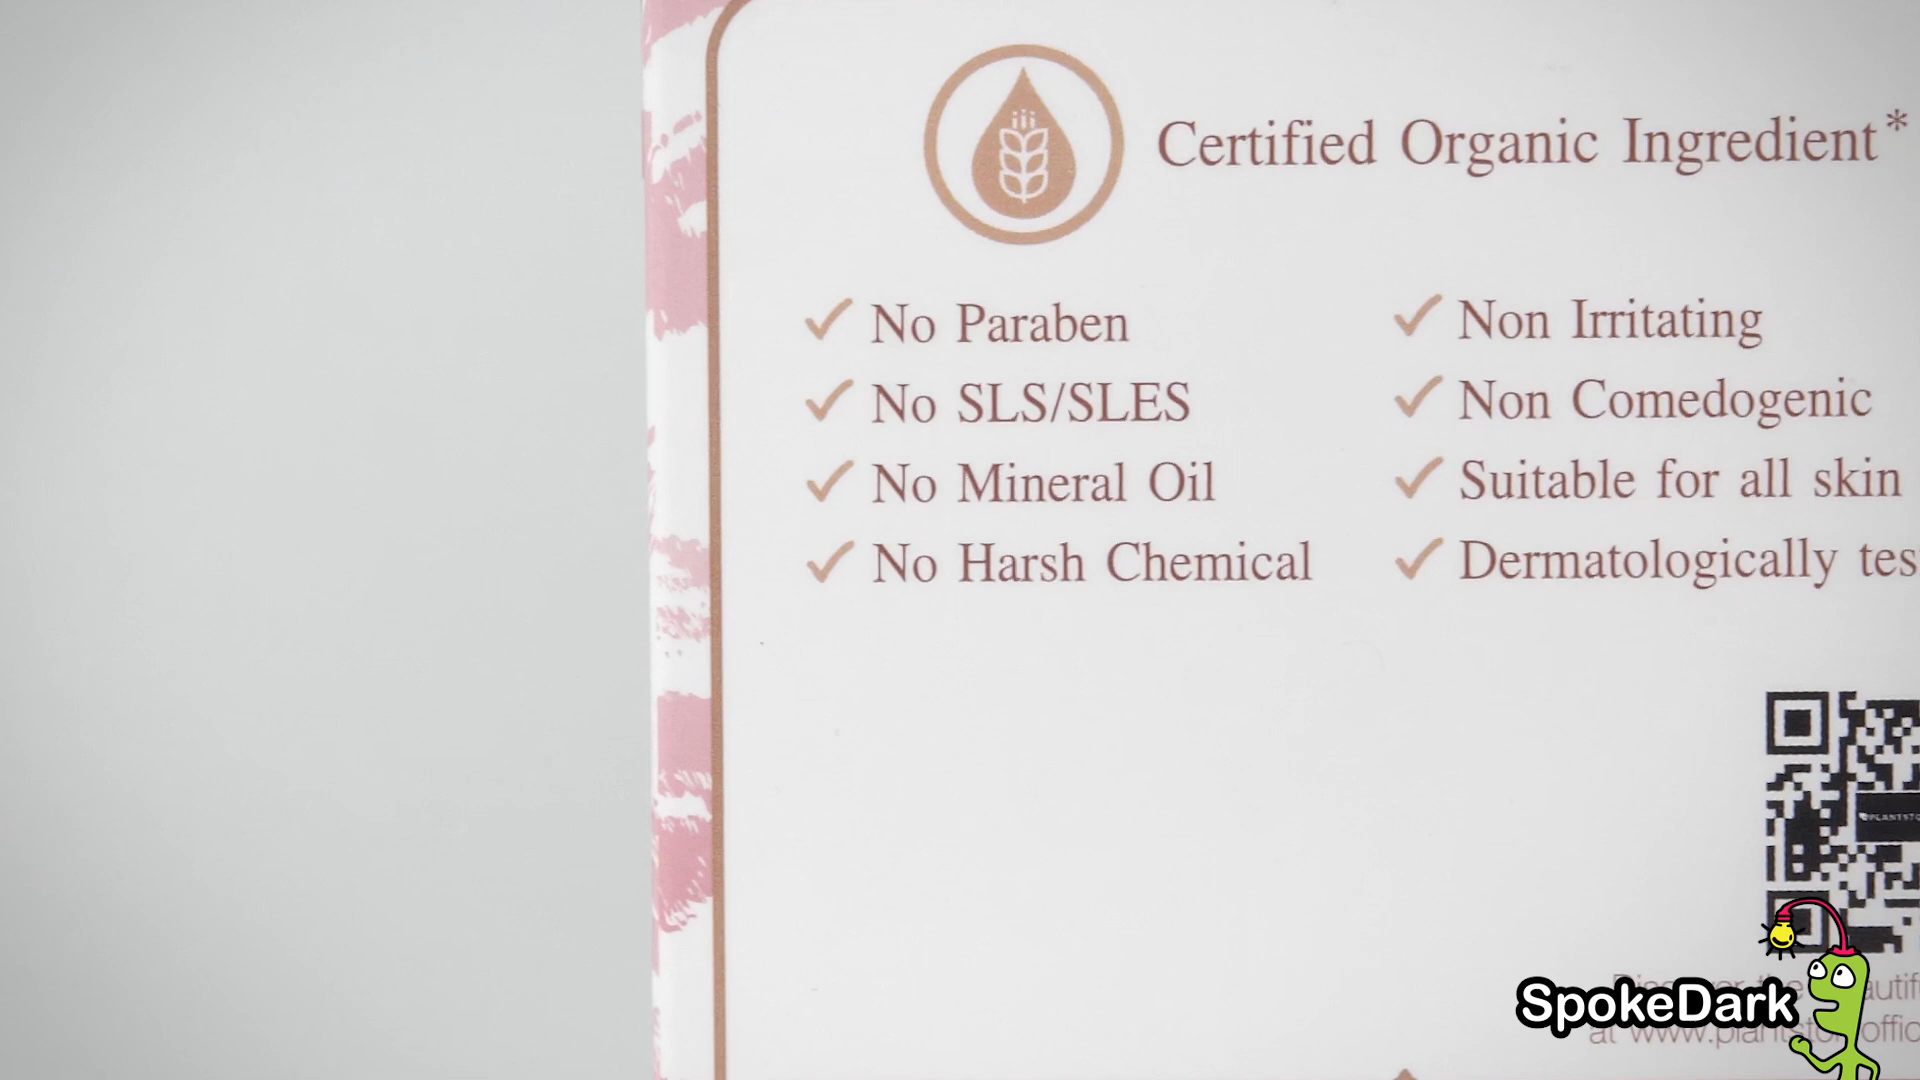 Certified Organic Ingredient*
✓ No Paraben
✓ No SLS/SLES
✓ No Mineral Oil
✓ No Harsh Chemical
✓ Non Irritating
✓ Non Comedogenic
✓ Suitable for all skin
✓ Dermatologically tes
SpokeDark
at